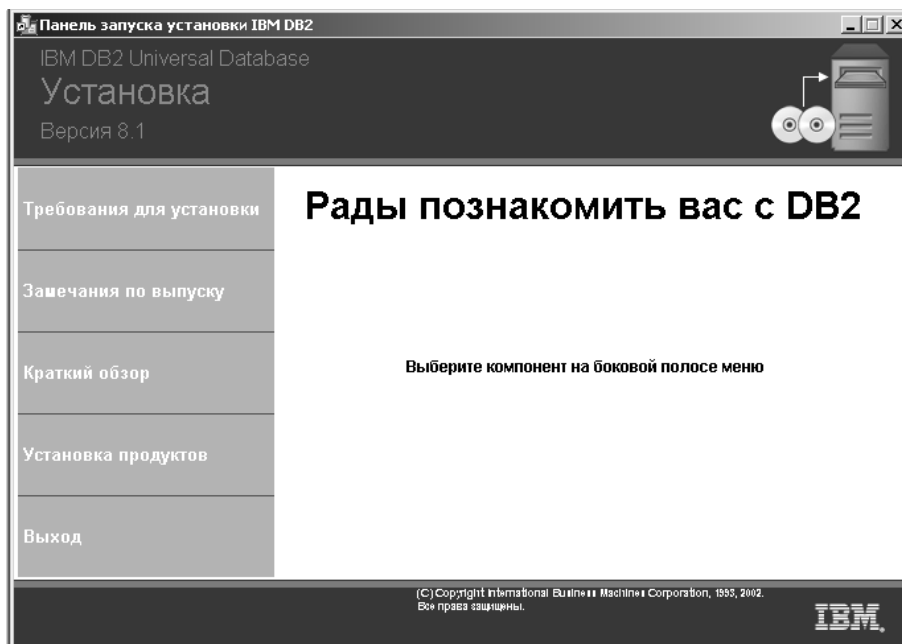 Панель запуска установки IBM DB2
IBM DB2 Universal Database
Установка
Версия 8.1
Требования для установки
Рады познакомить вас с DB2
Замечания по выпуску
Краткий обзор
Выберите компонент на боковой полосе меню
Установка продуктов
Выход
(C) Copyright International Business Machines Corporation, 1993, 2002.
Все права защищены.
IBM